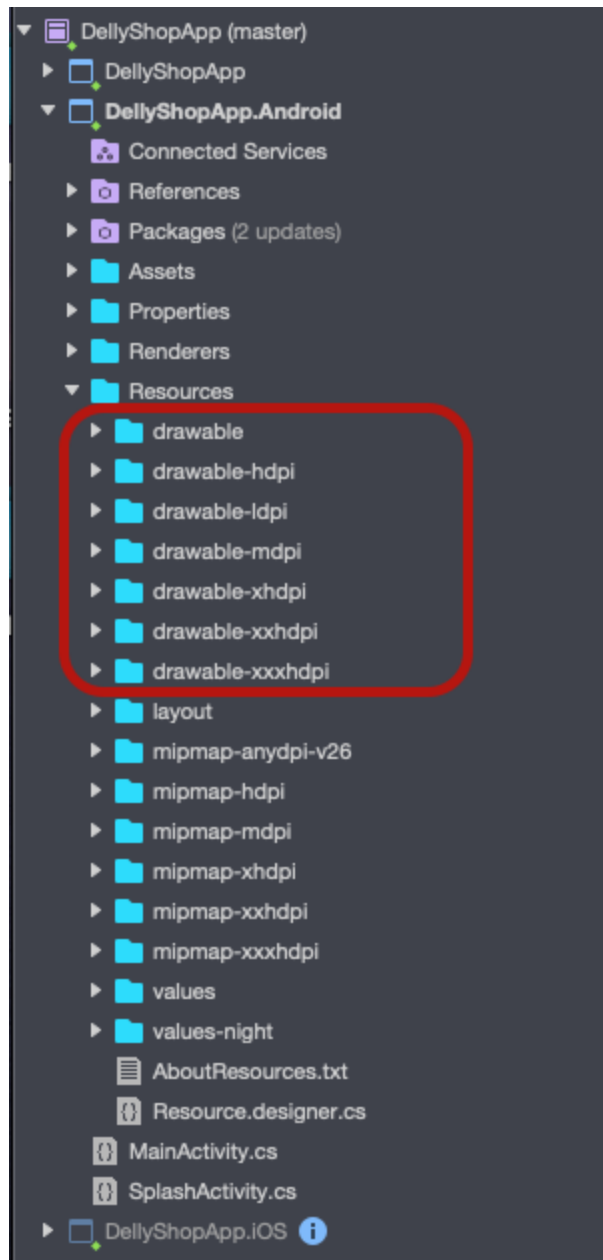 DellyShopApp (master)
DellyShopApp
DellyShopApp.Android
Connected Services
References
Packages (2 updates)
Assets
Properties
Renderers
Resources
drawable
drawable-hdpi
drawable-ldpi
drawable-mdpi
drawable-xhdpi
drawable-xxhdpi
drawable-xxxhdpi
layout
mipmap-anydpi-v26
mipmap-hdpi
mipmap-mdpi
mipmap-xhdpi
mipmap-xxhdpi
mipmap-xxxhdpi
values
values-night
AboutResources.txt
Resource.designer.cs
MainActivity.cs
SplashActivity.cs
DellyShopApp.iOS